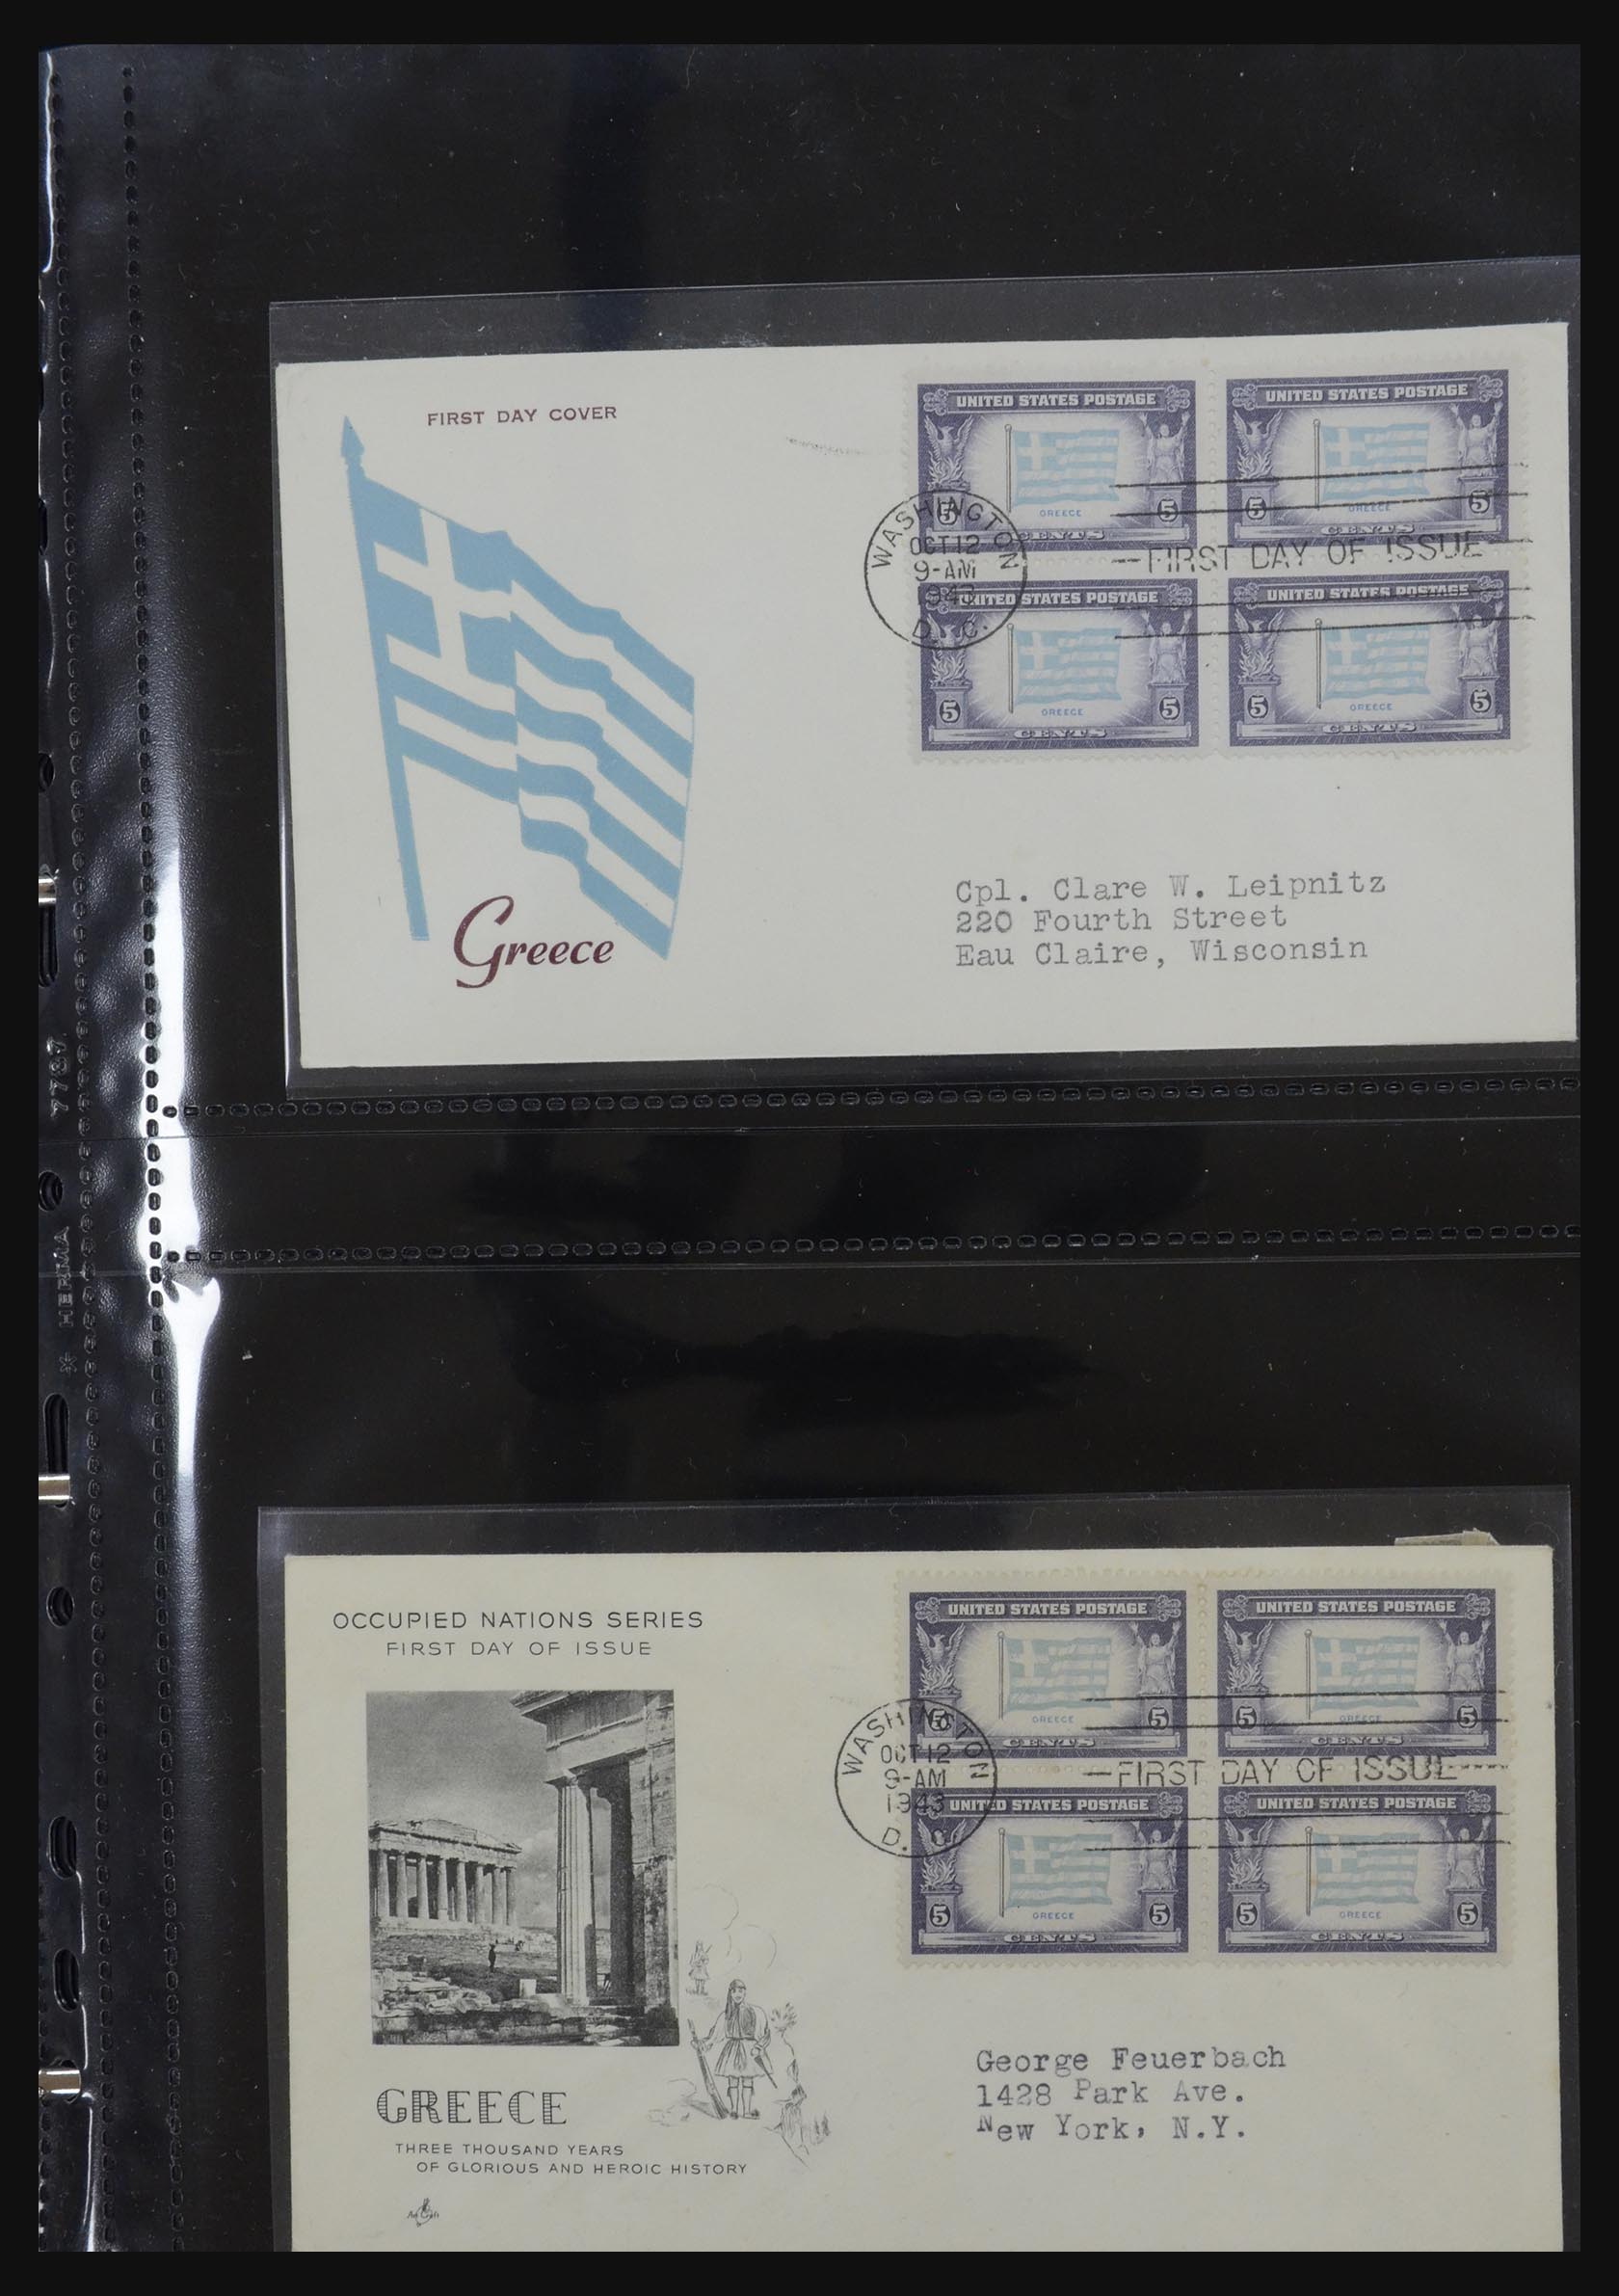 FIRST DAY COVER
UNITED STATES POSTAGE
UNITED STATES POSTAGE
GREECE
GREECE
5 5
5 5
CENTS
CENTS
WASHINGTON
OCT 12
9-AM
1943
D. C.
FIRST DAY OF ISSUE
UNITED STATES POSTAGE
UNITED STATES POSTAGE
GREECE
GREECE
5 5
5 5
CENTS
CENTS
Greece
Cpl. Clare W. Leipnitz
220 Fourth Street
Eau Claire, Wisconsin
7787
HERMA
OCCUPIED NATIONS SERIES
FIRST DAY OF ISSUE
UNITED STATES POSTAGE
UNITED STATES POSTAGE
GREECE
GREECE
5 5
5 5
CENTS
CENTS
WASHINGTON
OCT 12
9-AM
1943
D.
FIRST DAY OF ISSUE
UNITED STATES POSTAGE
UNITED STATES POSTAGE
GREECE
GREECE
5 5
5 5
CENTS
CENTS
GREECE
THREE THOUSAND YEARS
OF GLORIOUS AND HEROIC HISTORY
Art Craft
George Feuerbach
1428 Park Ave.
New York, N.Y.